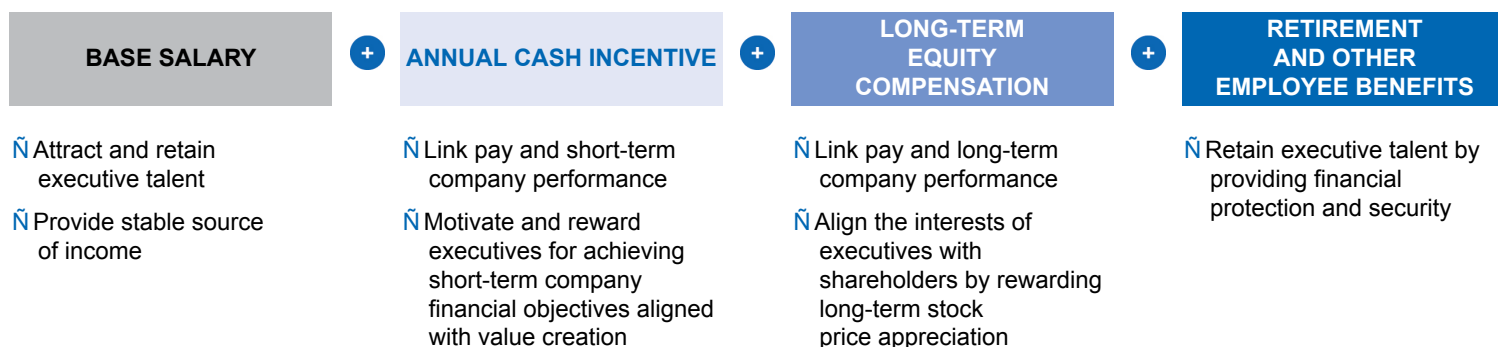 BASE SALARY
+
ANNUAL CASH INCENTIVE
+
LONG-TERM
EQUITY
COMPENSATION
+
RETIREMENT
AND OTHER
EMPLOYEE BENEFITS
Ñ Attract and retain
executive talent
Ñ Provide stable source
of income
Ñ Link pay and short-term
company performance
Ñ Motivate and reward
executives for achieving
short-term company
financial objectives aligned
with value creation
Ñ Link pay and long-term
company performance
Ñ Align the interests of
executives with
shareholders by rewarding
long-term stock
price appreciation
Ñ Retain executive talent by
providing financial
protection and security